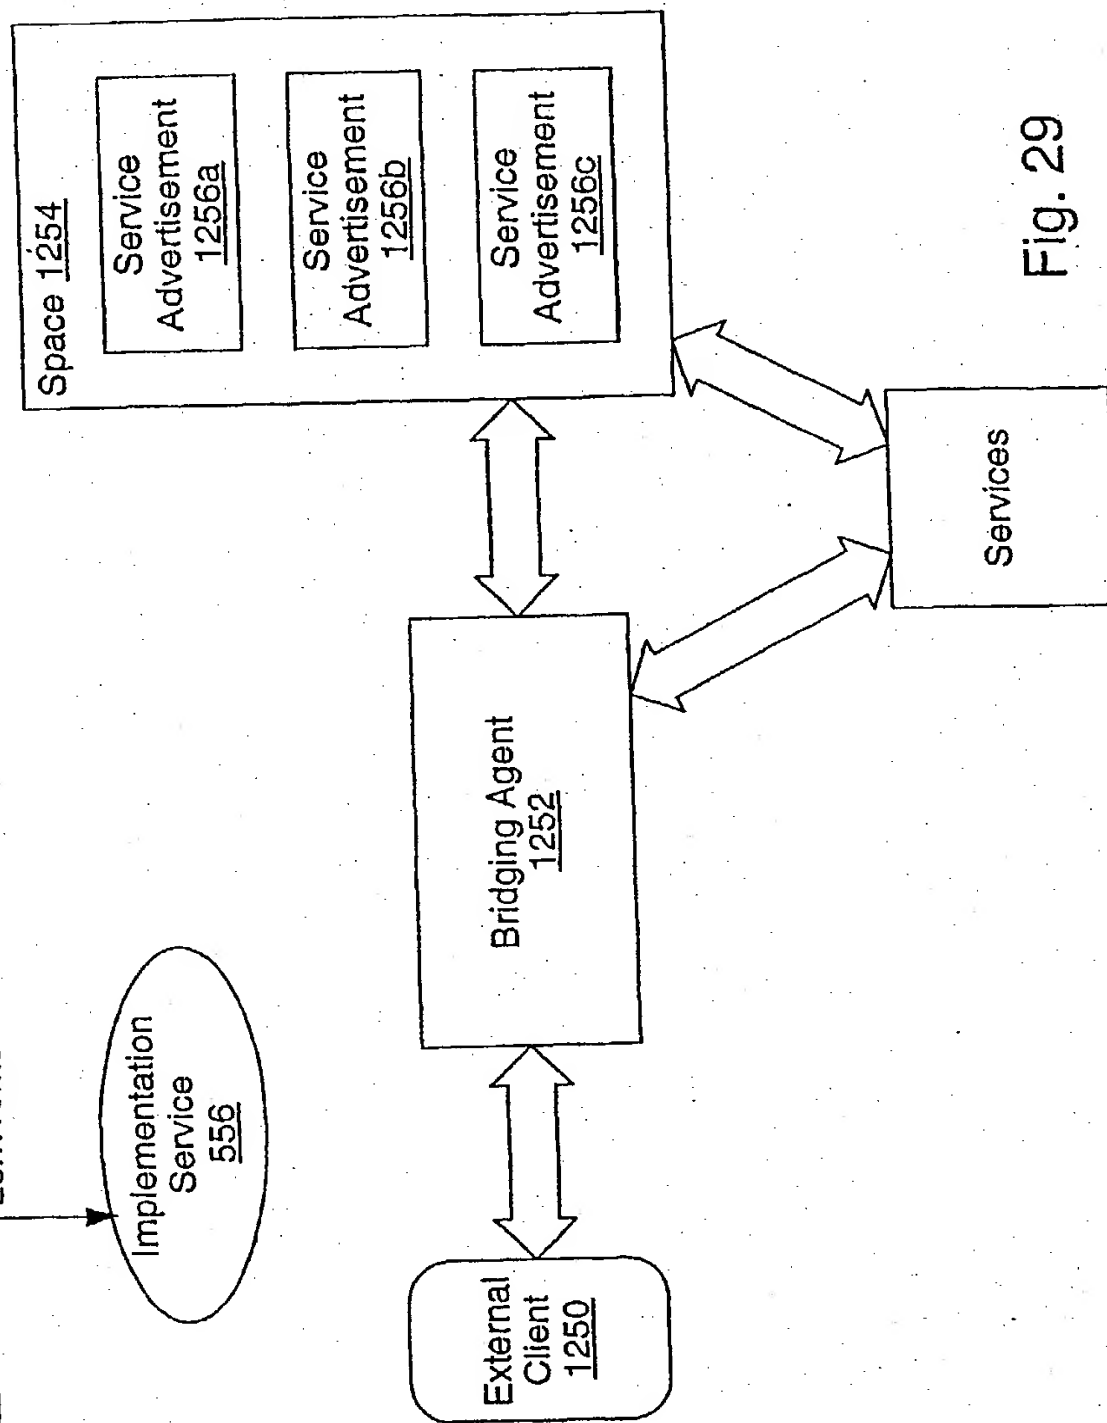 Implementation
Service
556
External
Client
1250
Bridging Agent
1252
Space 1254
Service
Advertisement
1256a
Service
Advertisement
1256b
Service
Advertisement
1256c
Services
Fig. 29